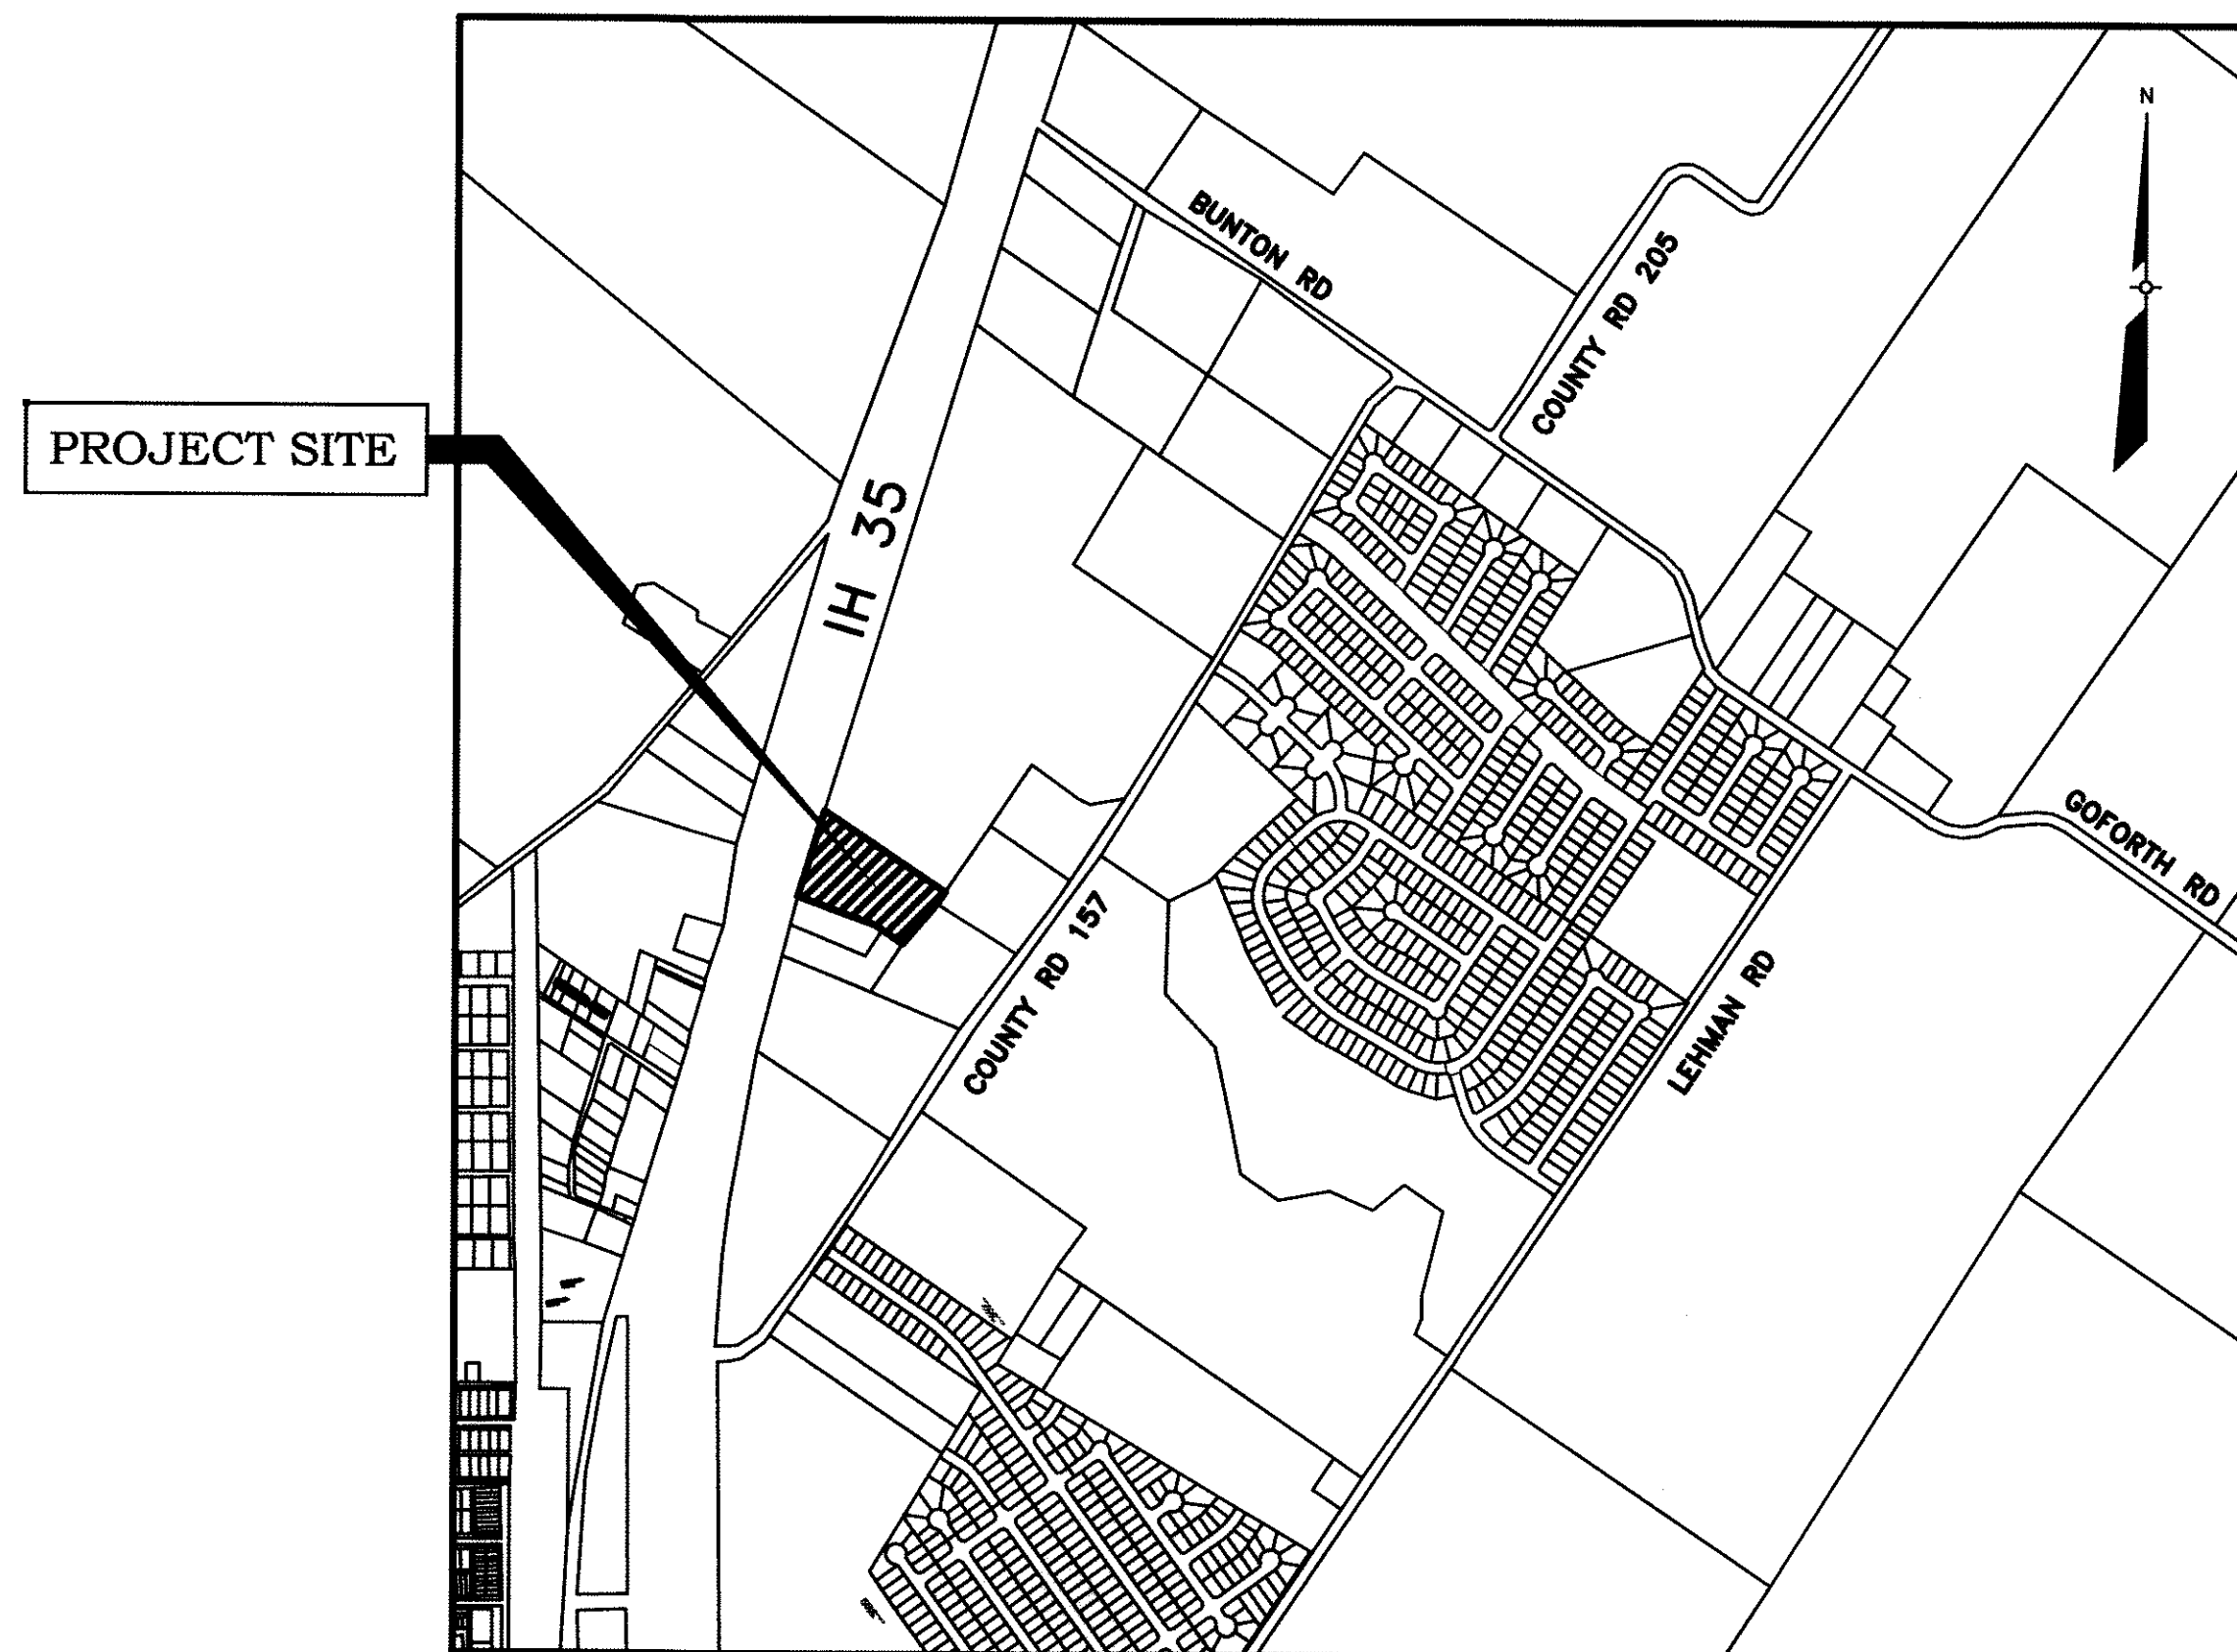 N
BUNTON RD
COUNTY RD 205
PROJECT SITE
IH 35
GOFORTH RD
COUNTY RD 157
LEHMAN RD